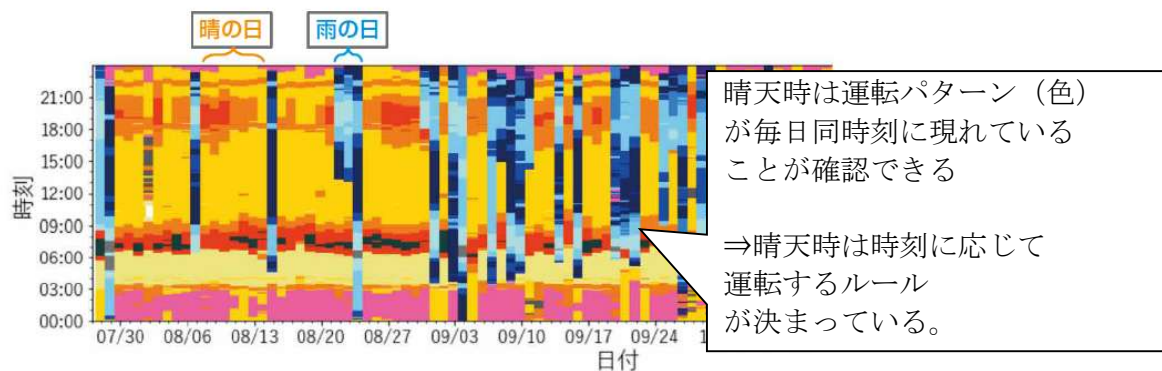 晴の日
雨の日
21:00
18:00
15:00
12:00
09:00
06:00
03:00
00:00
時刻
07/30 08/06 08/13 08/20 08/27 09/03 09/10 09/17 09/24 1
日付
晴天時は運転パターン（色）
が毎日同時刻に現れている
ことが確認できる
⇒晴天時は時刻に応じて
運転するルール
が決まっている。